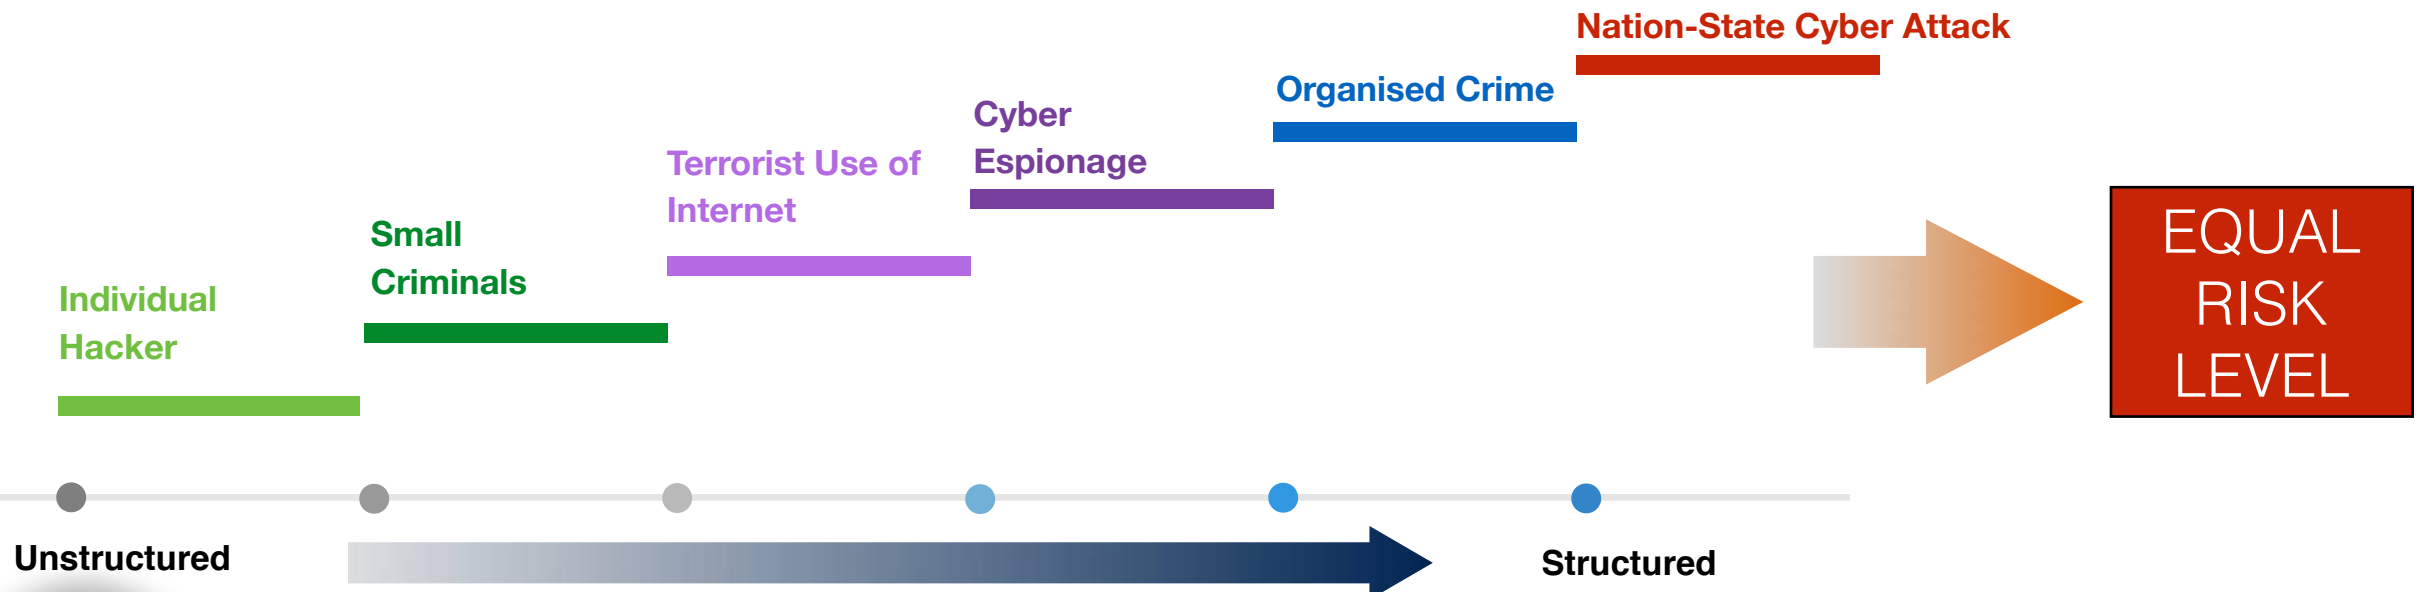 Nation-State Cyber Attack
Organised Crime
Cyber
Espionage
Terrorist Use of
Internet
Small
Criminals
Individual
Hacker
EQUAL
RISK
LEVEL
Unstructured
Structured